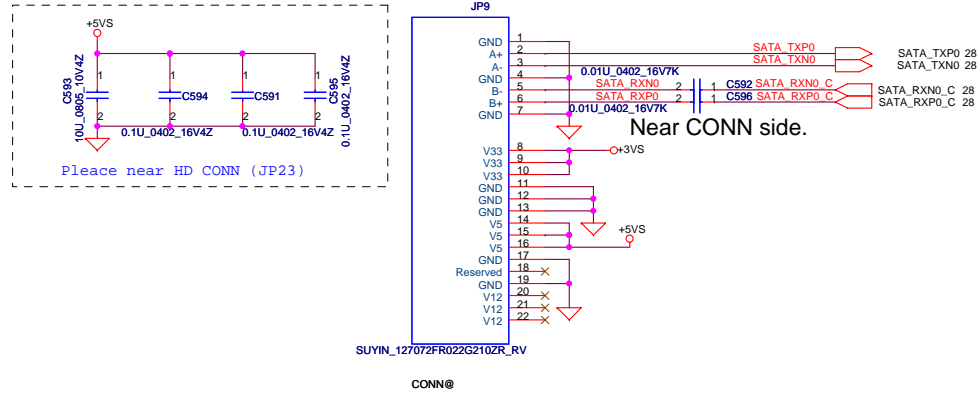 JP9
+5VS
C593
10U_0805_10V4Z
1
2
1
C594
2
0.1U_0402_16V4Z
1
C591
2
0.1U_0402_16V4Z
1
2
C595
0.1U_0402_16V4Z
Pleace near HD CONN (JP23)
GND 1
A+ 2 SATA_TXP0 SATA_TXP0 28
A- 3 SATA_TXN0 SATA_TXN0 28
GND 4 0.01U_0402_16V7K
B- 5 SATA_RXN0 2 1 C592 SATA_RXN0_C SATA_RXN0_C 28
B+ 6 SATA_RXP0 2 1 C596 SATA_RXP0_C SATA_RXP0_C 28
GND 7 0.01U_0402_16V7K
Near CONN side.
V33 8 +3VS
V33 9
V33 10
GND 11
GND 12
GND 13
V5 14
V5 15 +5VS
V5 16
GND 17
Reserved 18
GND 19
V12 20
V12 21
V12 22
SUYIN_127072FR022G210ZR_RV
CONN@